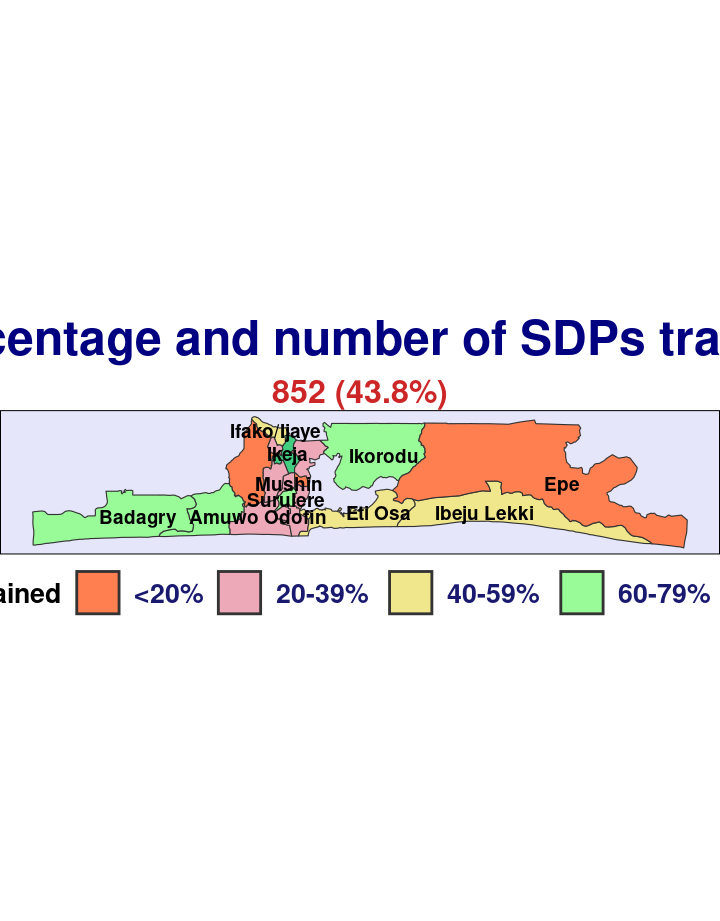 centage and number of SDPs tra
852 (43.8%)
Ifako/Ijaye
Ikeja
Ikorodu
Mushin
Epe
Surulere
Badagry
Amuwo Odofin
Eti Osa
Ibeju Lekki
ained
<20%
20-39%
40-59%
60-79%